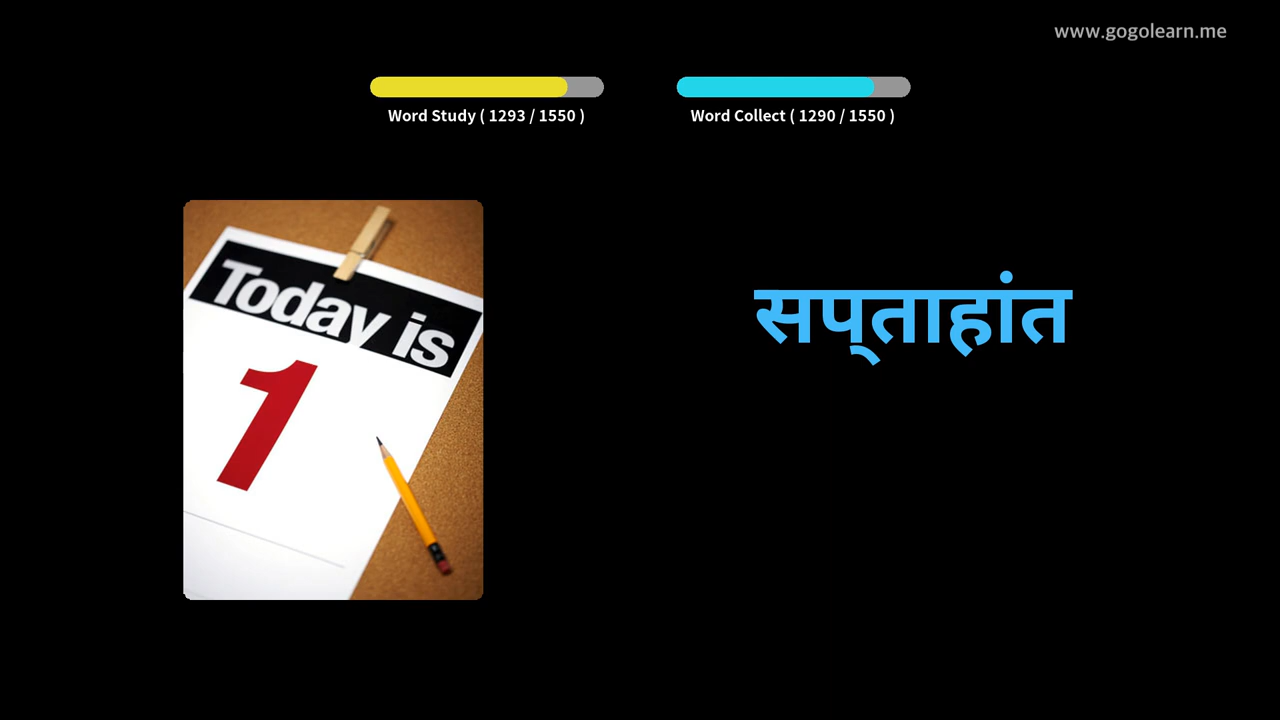 www.gogolearn.me
Word Study ( 1293 / 1550 )
Word Collect ( 1290 / 1550 )
Today is
1
सप्‌ताहांत